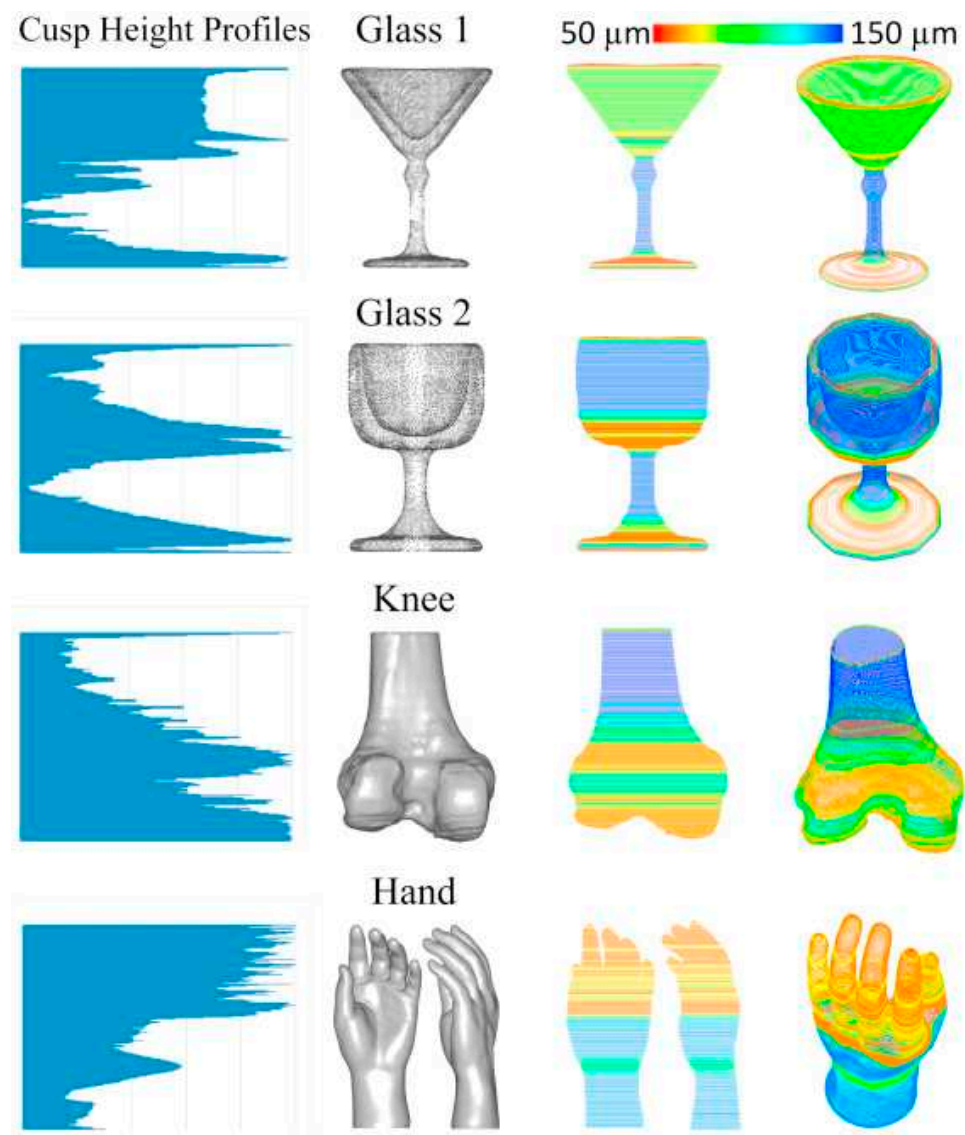 Cusp Height Profiles
Glass 1
50 μm
150 μm
Glass 2
Knee
Hand